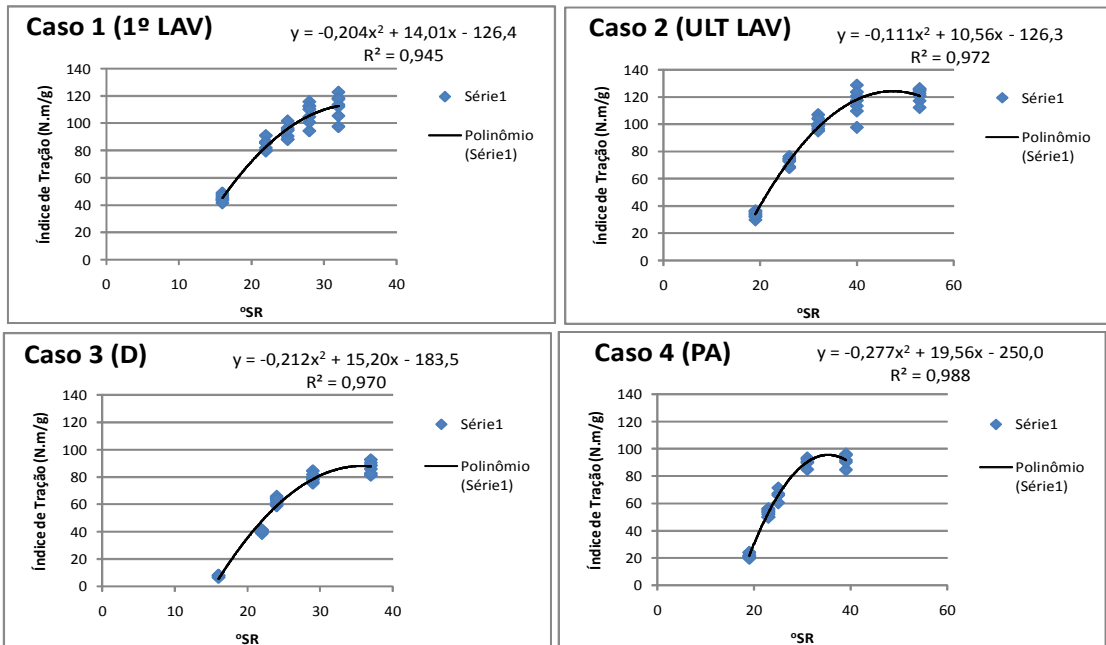 Caso 1 (1º LAV)
y = -0,204x² + 14,01x - 126,4
R² = 0,945
Índice de Tração (N.m/g)
140
120
100
80
60
40
20
0
0 10 20 30 40
ºSR
Série1
Polinômio
(Série1)
Caso 2 (ULT LAV)
y = -0,111x² + 10,56x - 126,3
R² = 0,972
Índice de Tração (N.m/g)
140
120
100
80
60
40
20
0
0 20 40 60
ºSR
Série1
Polinômio
(Série1)
Caso 3 (D)
y = -0,212x² + 15,20x - 183,5
R² = 0,970
Índice de Tração (N.m/g)
140
120
100
80
60
40
20
0
0 10 20 30 40
ºSR
Série1
Polinômio
(Série1)
Caso 4 (PA)
y = -0,277x² + 19,56x - 250,0
R² = 0,988
Índice de Tração (N.m/g)
140
120
100
80
60
40
20
0
0 20 40 60
ºSR
Série1
Polinômio
(Série1)